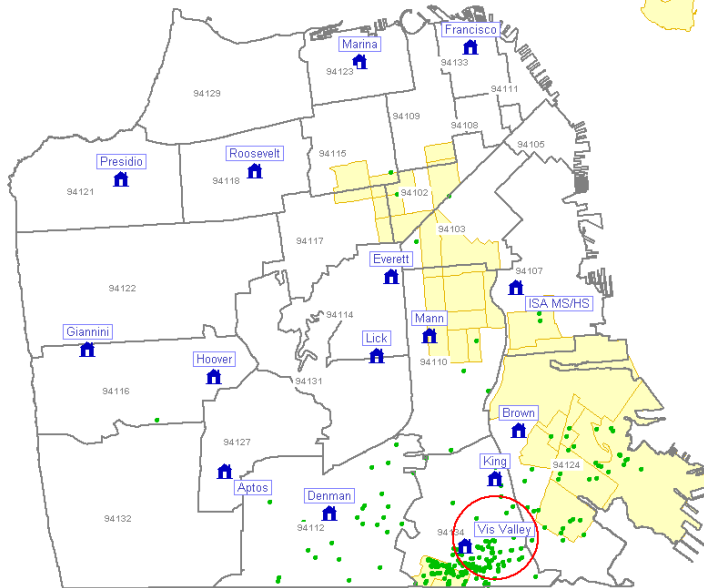 Francisco
Marina
94133
94123
94111
94129
94109
94108
94105
94115
Presidio
Roosevelt
94121
94118
94102
94103
94117
Everett
94107
94122
ISA MS/HS
94114
Mann
Giannini
Lick
94110
Hoover
94131
94116
Brown
94127
King
94124
Aptos
Denman
94132
94112
94134
Vis Valley